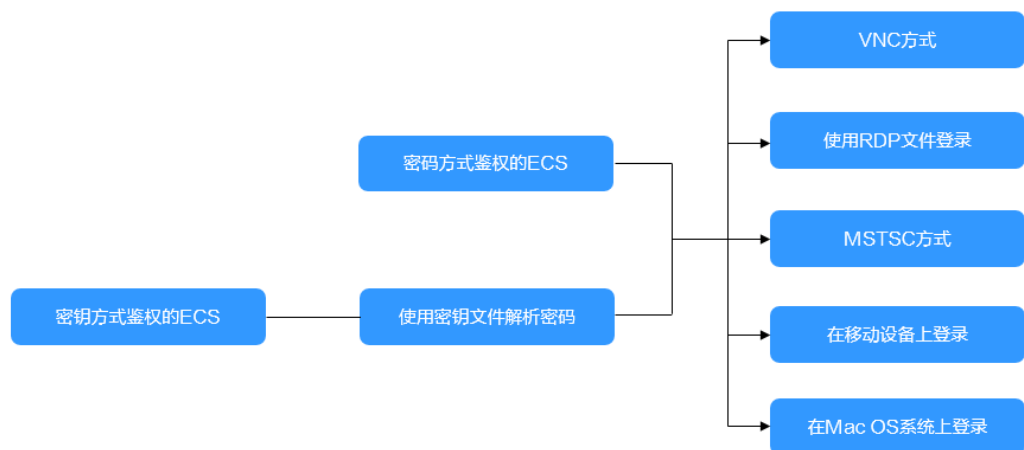 VNC方式
使用RDP文件登录
密码方式鉴权的ECS
MSTSC方式
密钥方式鉴权的ECS
使用密钥文件解析密码
在移动设备上登录
在Mac OS系统上登录